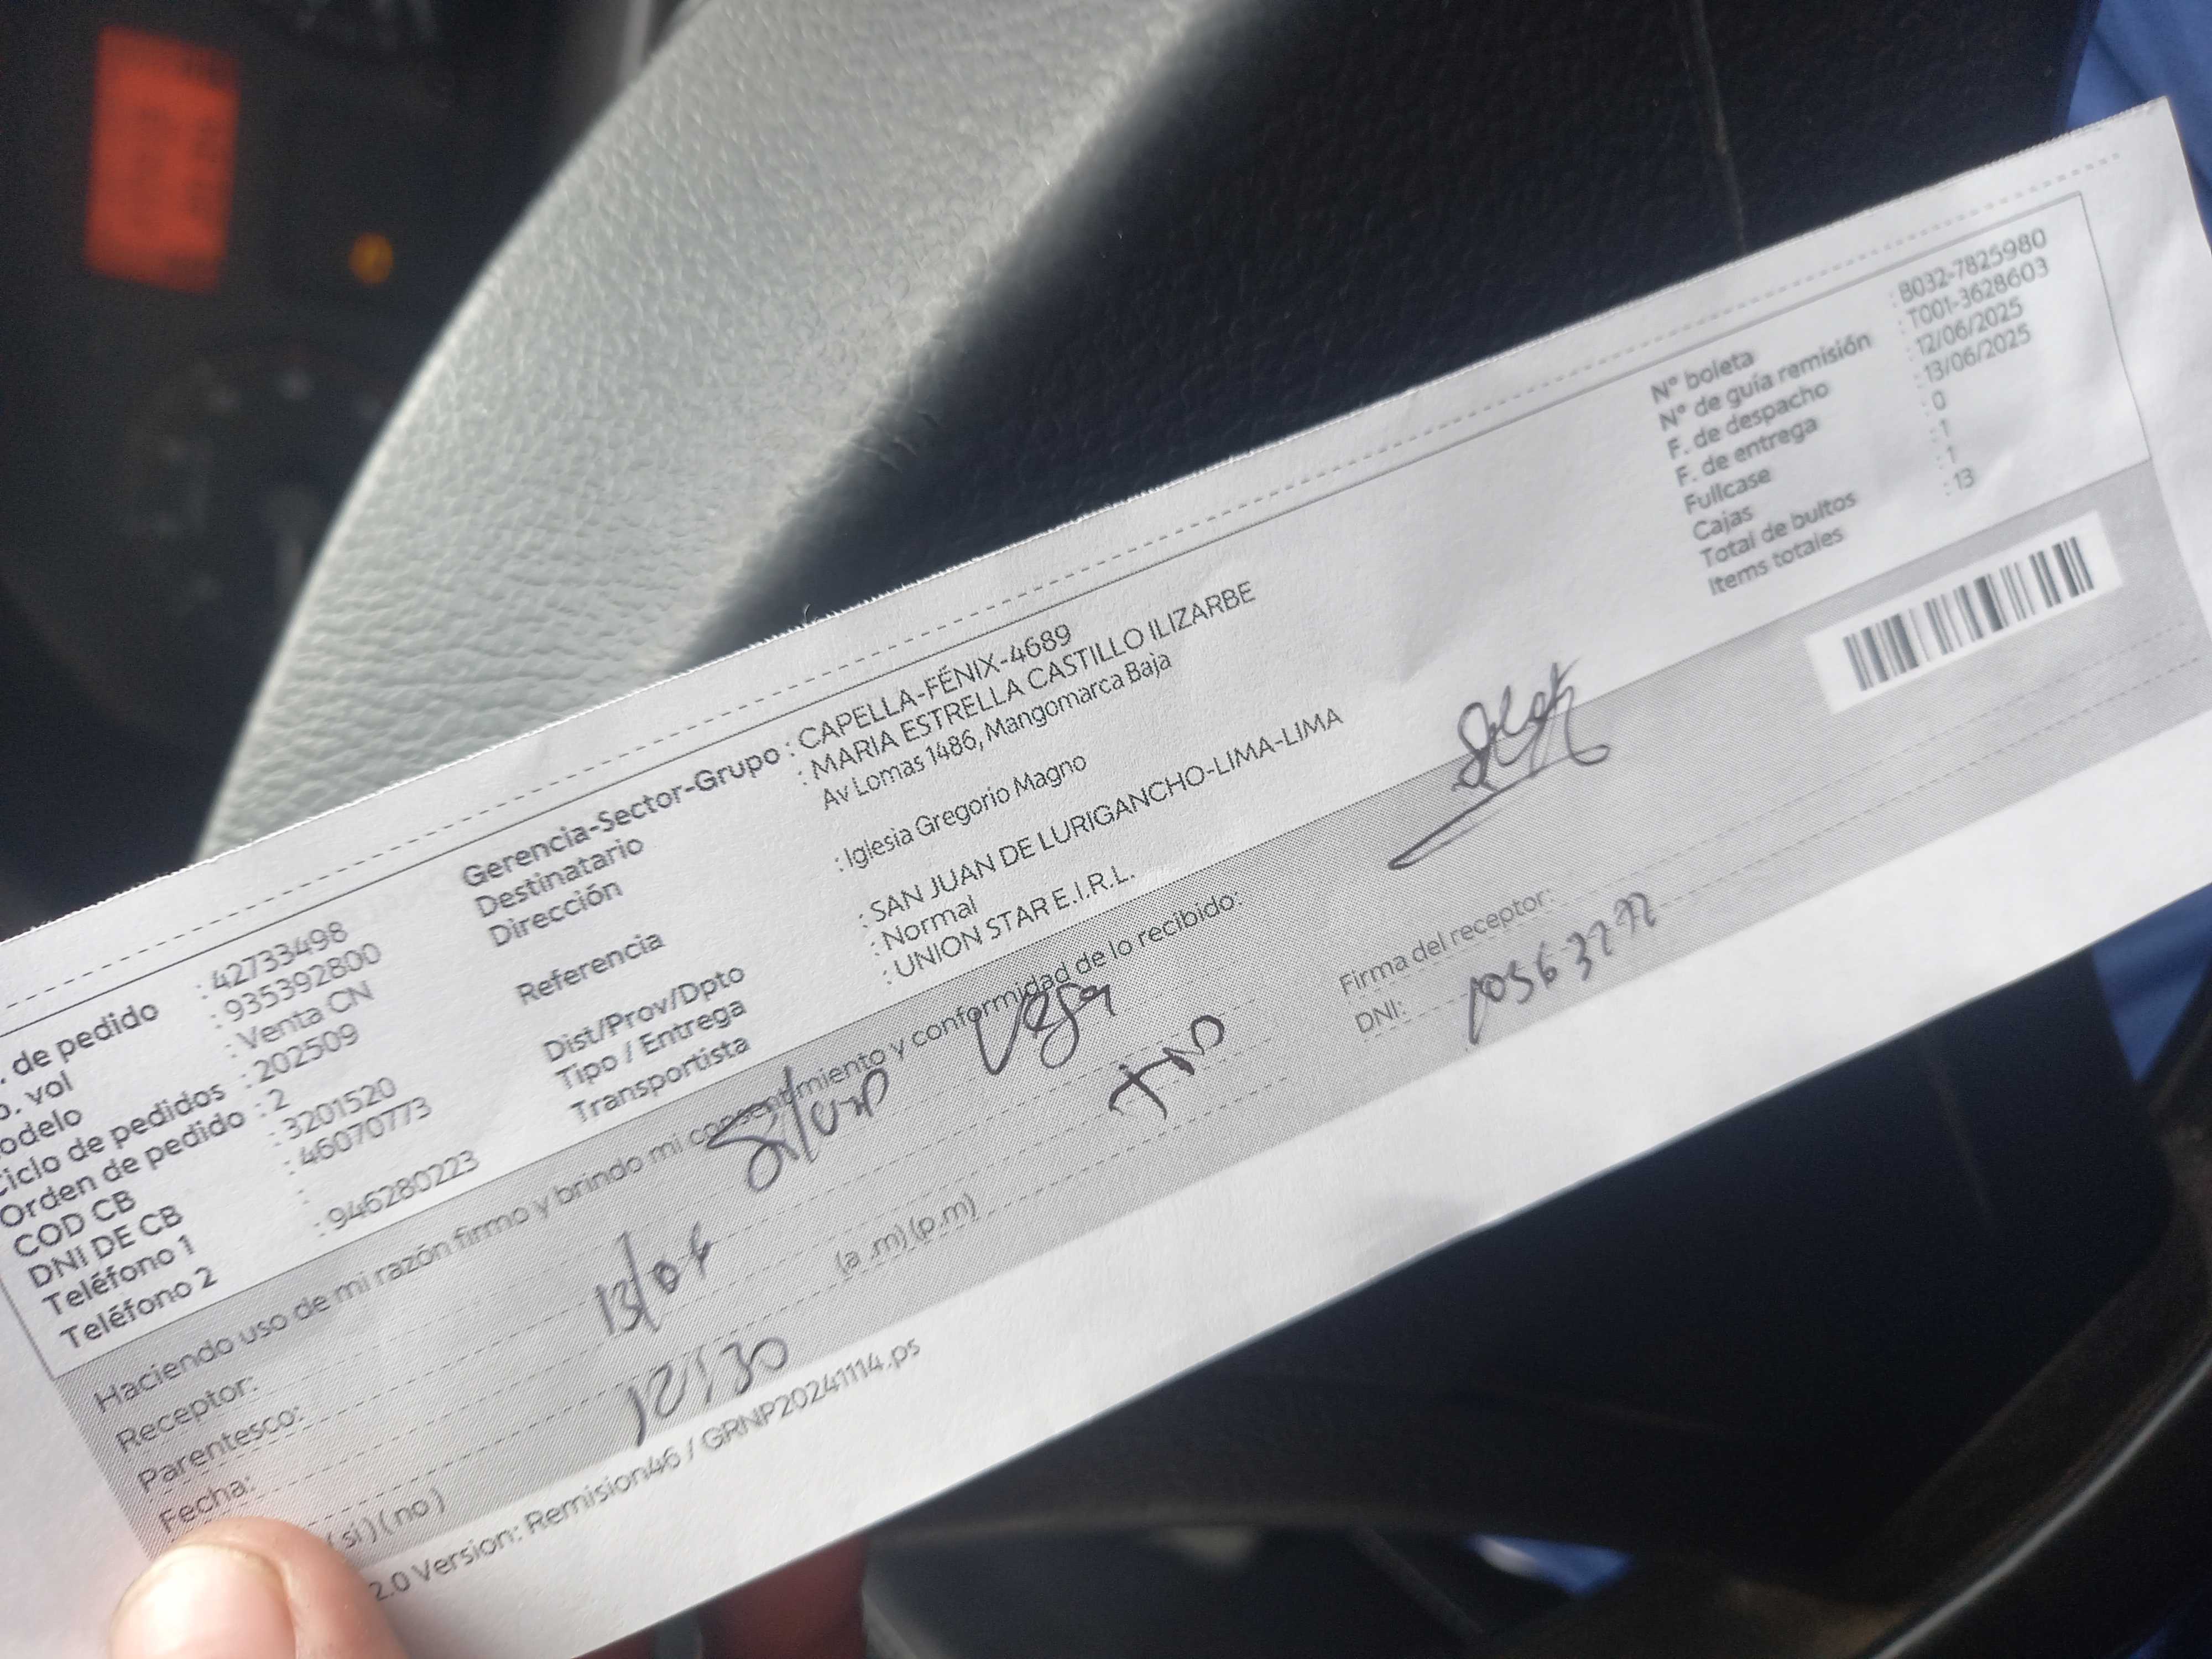 . de pedido : 42733498
o. vol : 935392800
odelo : Venta CN
Ciclo de pedidos : 202509
Orden de pedido : 2
COD CB : 3201520
DNI DE CB : 46070773
Teléfono 1 :
Teléfono 2 : 946280223
Gerencia-Sector-Grupo : CAPELLA-FÉNIX-4689
Destinatario : MARIA ESTRELLA CASTILLO ILIZARBE
Dirección Av Lomas 1486, Mangomarca Baja
Referencia : Iglesia Gregorio Magno
Dist/Prov/Dpto : SAN JUAN DE LURIGANCHO-LIMA-LIMA
Tipo / Entrega : Normal
Transportista : UNION STAR E.I.R.L.
N° boleta : B032-7825980
N° de guía remisión : T001-3628603
F. de despacho : 12/06/2025
F. de entrega : 13/06/2025
Fullcase : 0
Cajas : 1
Total de bultos : 1
Items totales : 13
Haciendo uso de mi razón firmo y brindo mi consentimiento y conformidad de lo recibido:
Receptor: Vega
Parentesco:
Fecha: 13/06
(si) (no) 12:30 (a .m) (p.m)
Firma del receptor:
DNI:
2.0 Version: Remision46 / GRNP20241114.ps